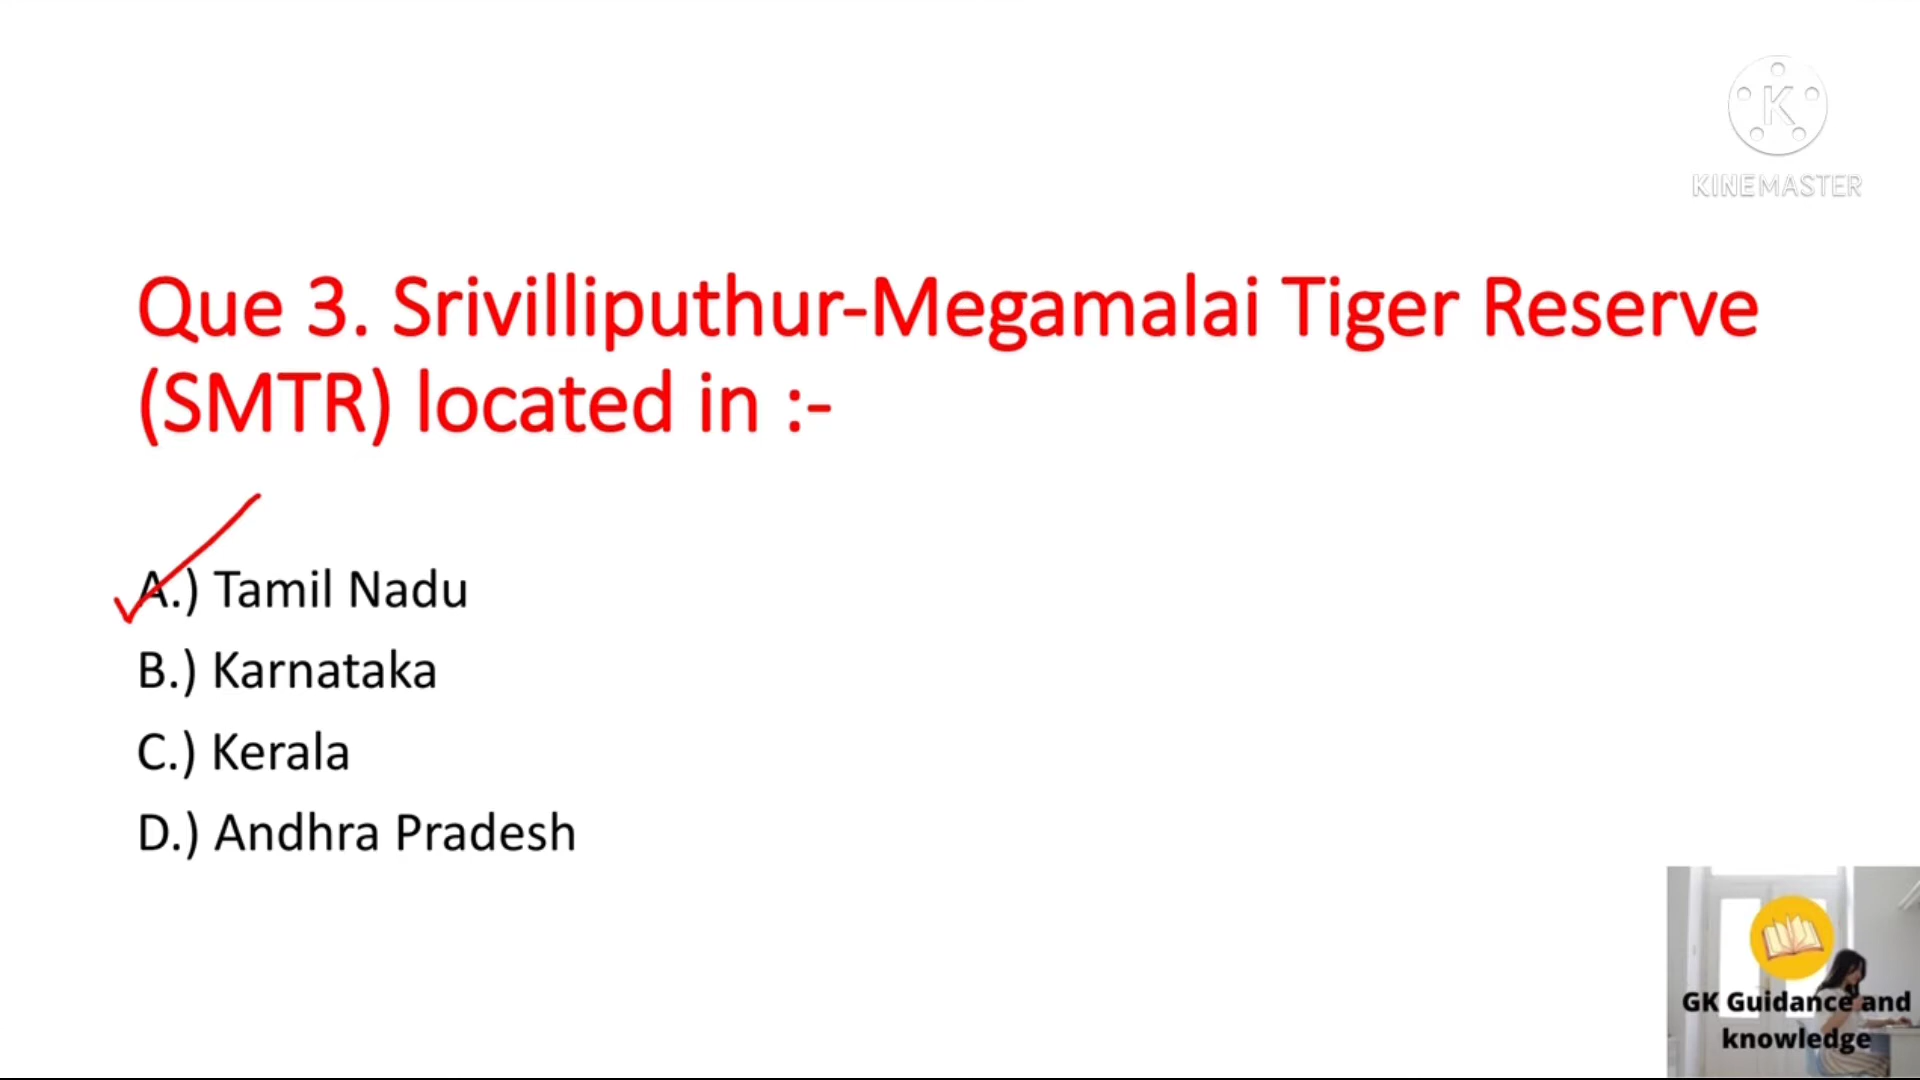 K
KINEMASTER
Que 3. Srivilliputhur-Megamalai Tiger Reserve
(SMTR) located in :-
A.) Tamil Nadu
B.) Karnataka
C.) Kerala
D.) Andhra Pradesh
GK Guidance and
knowledge